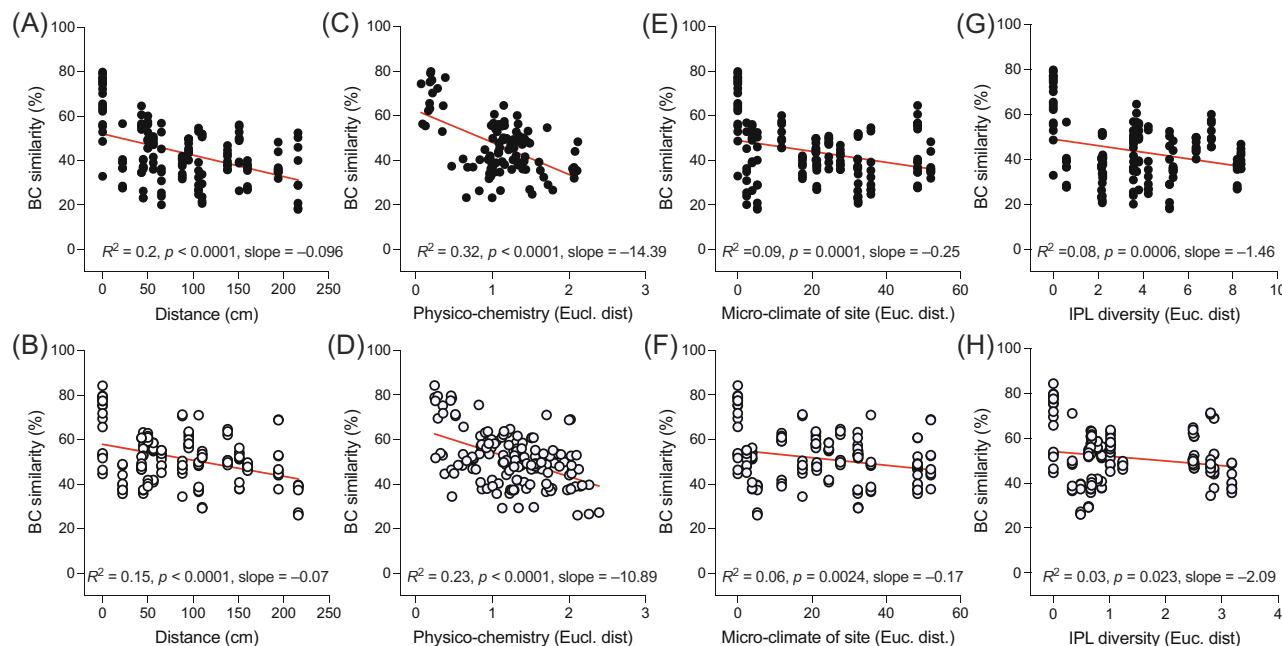 (A)
100
80
60
40
20
0
BC similarity (%)
R² = 0.2, p < 0.0001, slope = –0.096
0 50 100 150 200 250
Distance (cm)
(C)
100
80
60
40
20
0
BC similarity (%)
R² = 0.32, p < 0.0001, slope = –14.39
0 1 2 3
Physico-chemistry (Eucl. dist)
(E)
100
80
60
40
20
0
BC similarity (%)
R² =0.09, p = 0.0001, slope = –0.25
0 20 40 60
Micro-climate of site (Euc. dist.)
(G)
100
80
60
40
20
0
BC similarity (%)
R² =0.08, p = 0.0006, slope = –1.46
0 2 4 6 8 10
IPL diversity (Euc. dist)
(B)
100
80
60
40
20
0
BC similarity (%)
R² = 0.15, p < 0.0001, slope = –0.07
0 50 100 150 200 250
Distance (cm)
(D)
100
80
60
40
20
0
BC similarity (%)
R² = 0.23, p < 0.0001, slope = –10.89
0 1 2 3
Physico-chemistry (Eucl. dist)
(F)
100
80
60
40
20
0
BC similarity (%)
R² = 0.06, p = 0.0024, slope = –0.17
0 20 40 60
Micro-climate of site (Euc. dist.)
(H)
100
80
60
40
20
0
BC similarity (%)
R² = 0.03, p = 0.023, slope = –2.09
0 1 2 3 4
IPL diversity (Euc. dist)